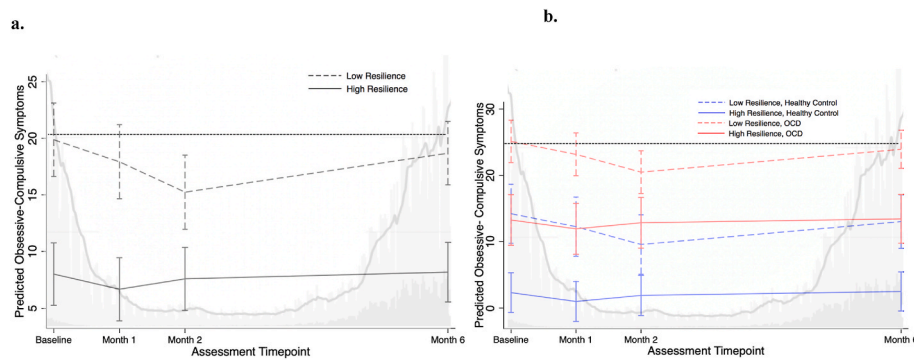 a.
Predicted Obsessive-Compulsive Symptoms
25
20
15
10
5
Low Resilience
High Resilience
Baseline
Month 1
Month 2
Month 6
Assessment Timepoint
b.
Predicted Obsessive- Compulsive Symptoms
30
20
10
0
Low Resilience, Healthy Control
High Resilience, Healthy Control
Low Resilience, OCD
High Resilience, OCD
Baseline
Month 1
Month 2
Month 6
Assessment Timepoint